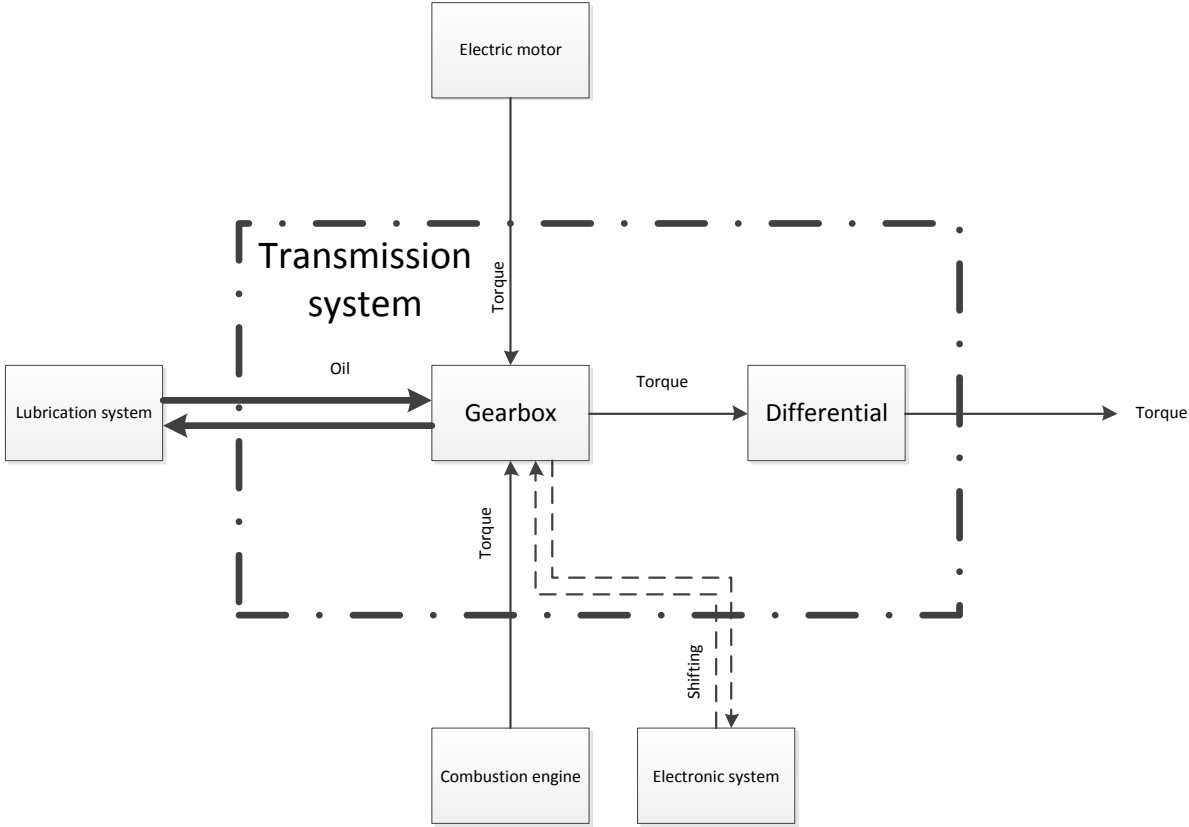 Electric motor
Transmission
system
Torque
Oil
Torque
Lubrication system
Gearbox
Differential
Torque
Torque
Shifting
Combustion engine
Electronic system